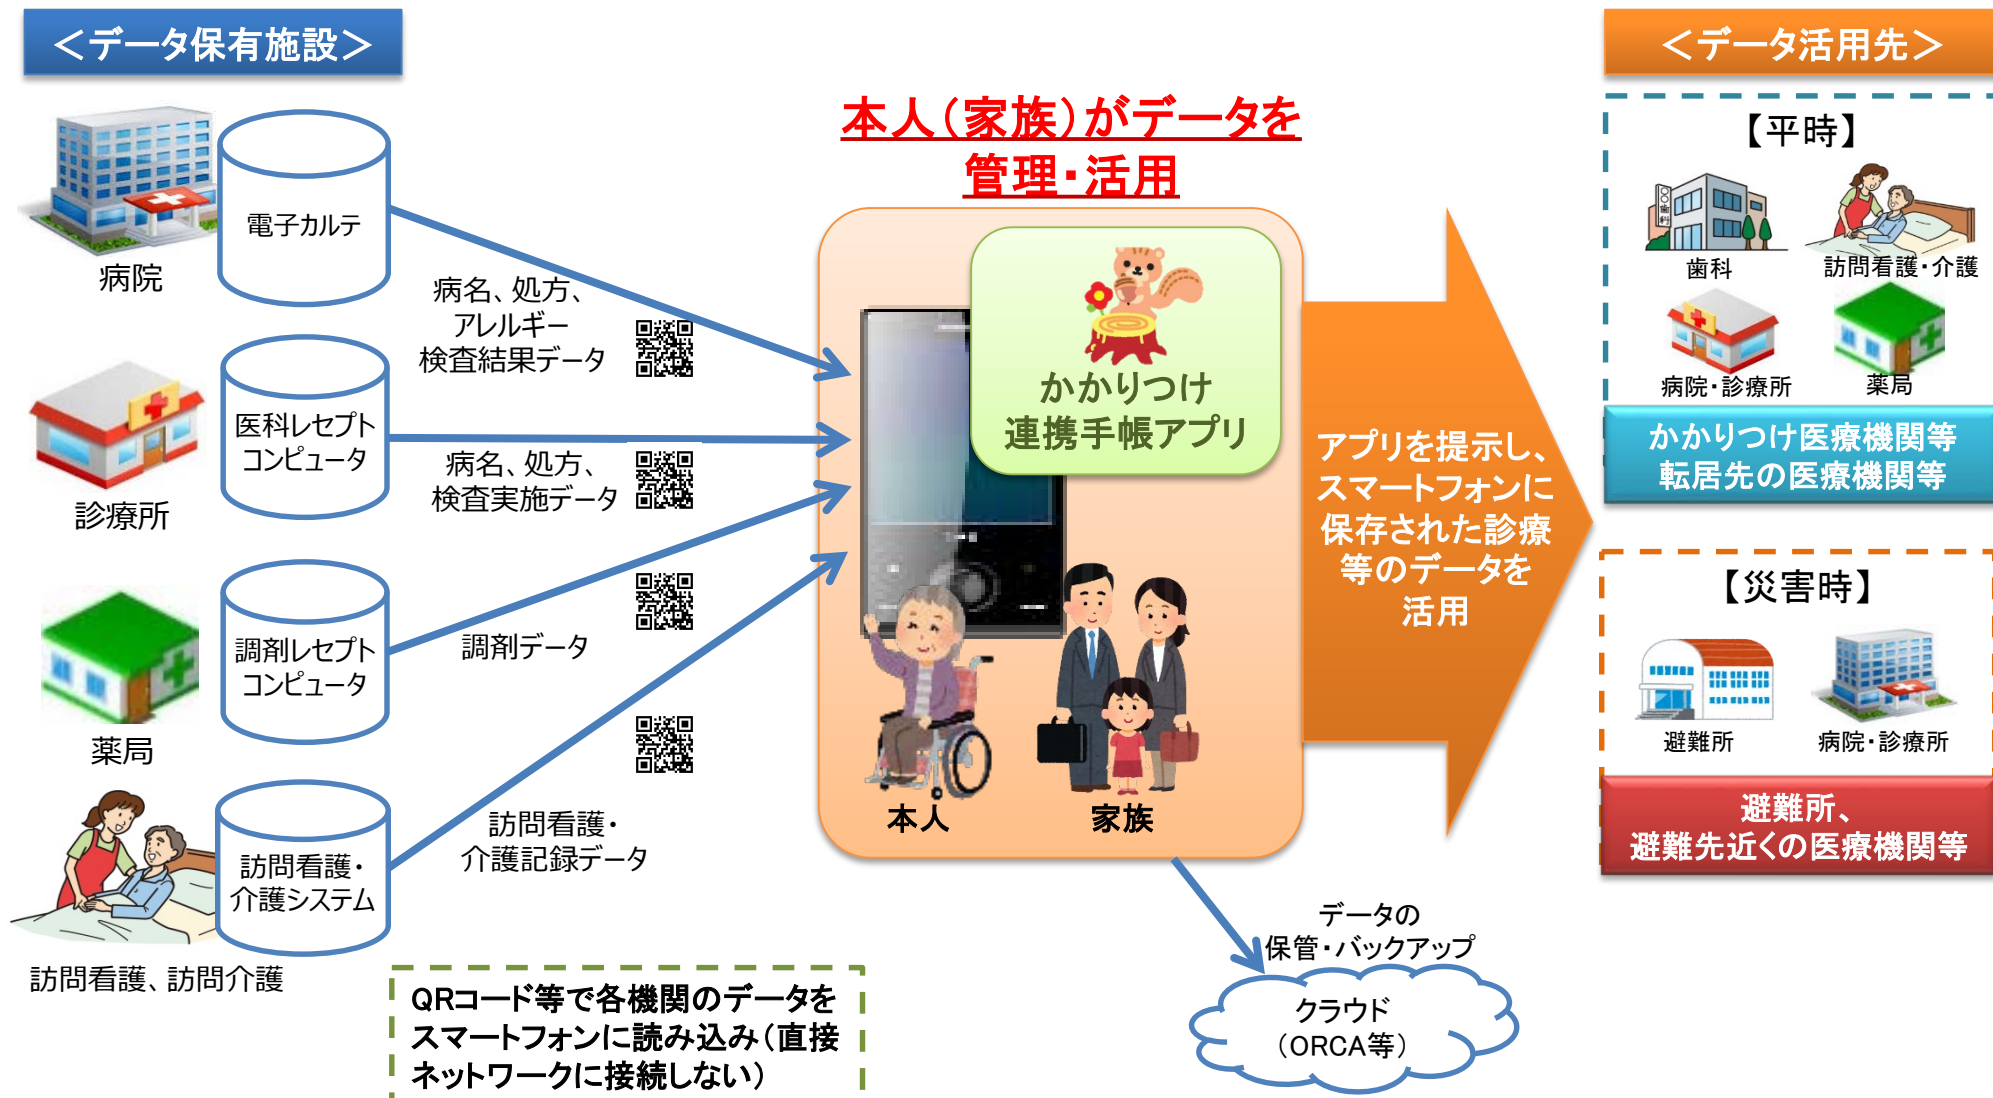 ＜データ保有施設＞
病院
電子カルテ
病名、処方、
アレルギー
検査結果データ
診療所
医科レセプト
コンピュータ
病名、処方、
検査実施データ
薬局
調剤レセプト
コンピュータ
調剤データ
訪問看護、訪問介護
訪問看護・
介護システム
訪問看護・
介護記録データ
QRコード等で各機関のデータを
スマートフォンに読み込み（直接
ネットワークに接続しない）
本人（家族）がデータを
管理・活用
かかりつけ
連携手帳アプリ
本人
家族
データの
保管・バックアップ
クラウド
（ORCA等）
アプリを提示し、
スマートフォンに
保存された診療
等のデータを
活用
＜データ活用先＞
【平時】
○○歯科
歯科
訪問看護・介護
病院・診療所
薬局
かかりつけ医療機関等
転居先の医療機関等
【災害時】
避難所
病院・診療所
避難所、
避難先近くの医療機関等